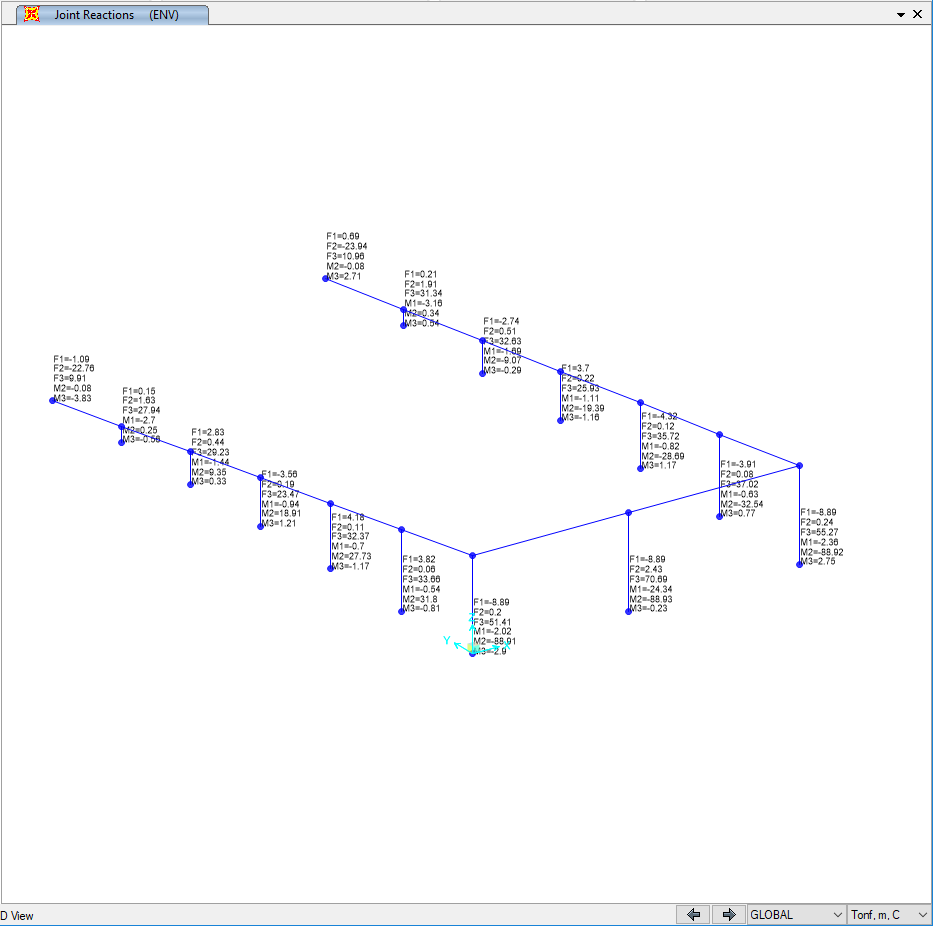 Joint Reactions (ENV)
F1=0.69
F2=-23.94
F3=10.96
M2=-0.08
M3=2.71
F1=0.21
F2=1.91
F3=31.34
M1=-3.16
M2=0.34
M3=0.54
F1=-2.74
F2=0.51
F3=32.63
M1=-1.69
M2=-9.07
M3=-0.29
F1=3.7
F2=0.22
F3=25.93
M1=-1.11
M2=-19.39
M3=-1.16
F1=-4.32
F2=0.12
F3=35.72
M1=-0.82
M2=-28.69
M3=1.17
F1=-3.91
F2=0.08
F3=37.02
M1=-0.63
M2=-32.54
M3=0.77
F1=-8.89
F2=0.24
F3=55.27
M1=-2.36
M2=-88.92
M3=2.75
F1=-1.09
F2=-22.76
F3=9.91
M2=-0.08
M3=-3.83
F1=0.15
F2=1.63
F3=27.94
M1=-2.7
M2=0.25
M3=-0.56
F1=2.83
F2=0.44
F3=29.23
M1=-1.44
M2=9.35
M3=0.33
F1=-3.56
F2=0.19
F3=23.47
M1=-0.94
M2=18.91
M3=1.21
F1=4.18
F2=0.11
F3=32.37
M1=-0.7
M2=27.73
M3=-1.17
F1=3.82
F2=0.06
F3=33.66
M1=-0.54
M2=31.8
M3=-0.81
F1=-8.89
F2=0.2
F3=51.41
M1=-2.02
M2=-88.91
M3=-2.9
F1=-8.89
F2=2.43
F3=70.69
M1=-24.34
M2=-88.93
M3=-0.23
Z
Y
X
D View
GLOBAL
Tonf, m, C